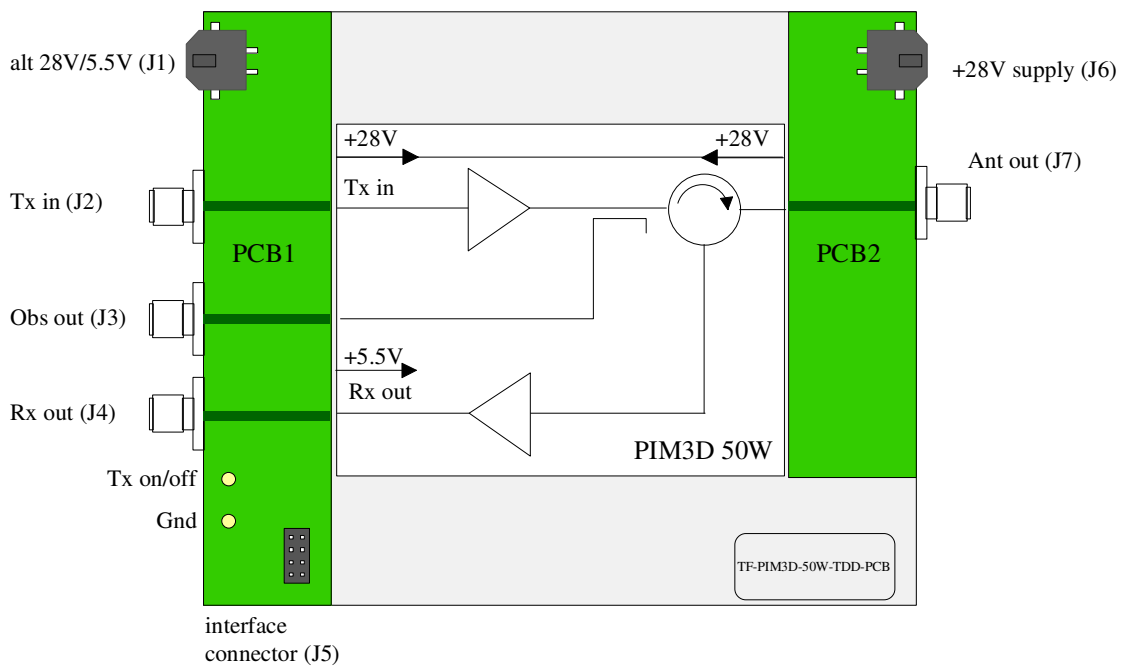 alt 28V/5.5V (J1)
+28V supply (J6)
+28V
+28V
Ant out (J7)
Tx in (J2)
Tx in
PCB1
PCB2
Obs out (J3)
+5.5V
Rx out
Rx out (J4)
PIM3D 50W
Tx on/off
Gnd
TF-PIM3D-50W-TDD-PCB
interface
connector (J5)